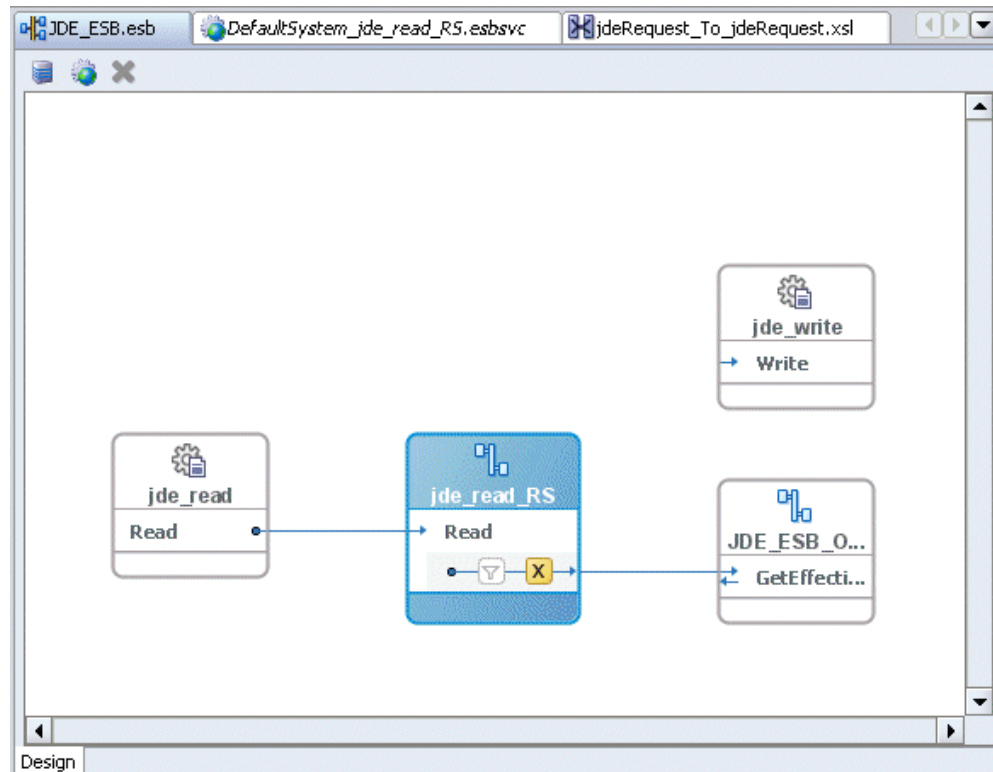 JDE_ESB.esb
DefaultSystem_jde_read_RS.esbsvc
jdeRequest_To_jdeRequest.xsl
jde_write
Write
jde_read
Read
jde_read_RS
Read
X
JDE_ESB_O...
GetEffecti...
Design